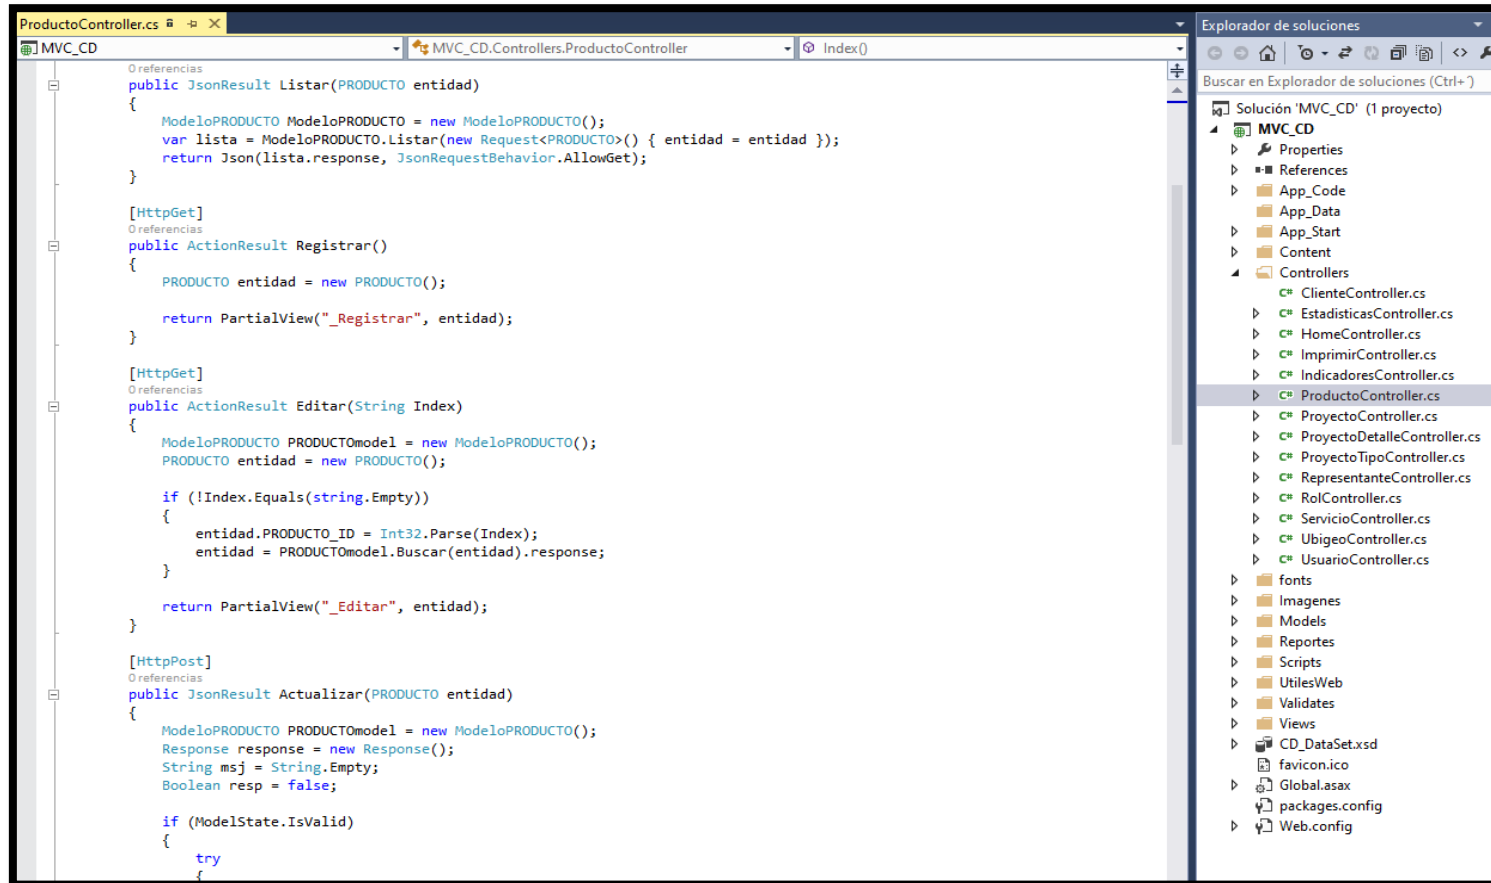 ProductoController.cs
MVC_CD
MVC_CD.Controllers.ProductoController
Index()
0 referencias
public JsonResult Listar(PRODUCTO entidad)
{
ModeloPRODUCTO ModeloPRODUCTO = new ModeloPRODUCTO();
var lista = ModeloPRODUCTO.Listar(new Request<PRODUCTO>() { entidad = entidad });
return Json(lista.response, JsonRequestBehavior.AllowGet);
}
[HttpGet]
0 referencias
public ActionResult Registrar()
{
PRODUCTO entidad = new PRODUCTO();
return PartialView("_Registrar", entidad);
}
[HttpGet]
0 referencias
public ActionResult Editar(String Index)
{
ModeloPRODUCTO PRODUCTOmodel = new ModeloPRODUCTO();
PRODUCTO entidad = new PRODUCTO();
if (!Index.Equals(string.Empty))
{
entidad.PRODUCTO_ID = Int32.Parse(Index);
entidad = PRODUCTOmodel.Buscar(entidad).response;
}
return PartialView("_Editar", entidad);
}
[HttpPost]
0 referencias
public JsonResult Actualizar(PRODUCTO entidad)
{
ModeloPRODUCTO PRODUCTOmodel = new ModeloPRODUCTO();
Response response = new Response();
String msj = String.Empty;
Boolean resp = false;
if (ModelState.IsValid)
{
try
{
Explorador de soluciones
Buscar en Explorador de soluciones (Ctrl+´)
Solución 'MVC_CD' (1 proyecto)
MVC_CD
Properties
References
App_Code
App_Data
App_Start
Content
Controllers
C# ClienteController.cs
C# EstadisticasController.cs
C# HomeController.cs
C# ImprimirController.cs
C# IndicadoresController.cs
C# ProductoController.cs
C# ProyectoController.cs
C# ProyectoDetalleController.cs
C# ProyectoTipoController.cs
C# RepresentanteController.cs
C# RolController.cs
C# ServicioController.cs
C# UbigeoController.cs
C# UsuarioController.cs
fonts
Imagenes
Models
Reportes
Scripts
UtilesWeb
Validates
Views
CD_DataSet.xsd
favicon.ico
Global.asax
packages.config
Web.config